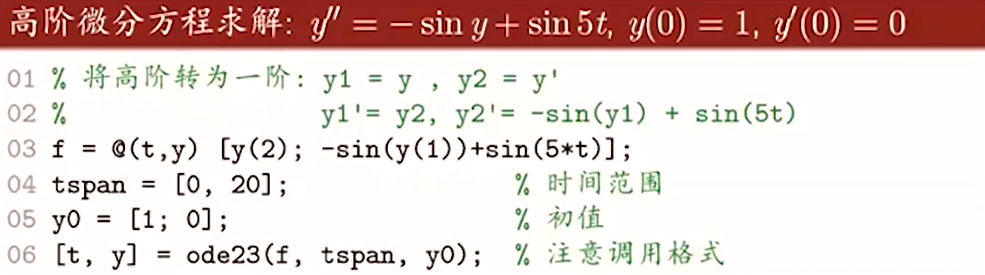 高阶微分方程求解: y″ = − sin y + sin 5t, y(0) = 1, y′(0) = 0
01 % 将高阶转为一阶: y1 = y , y2 = y'
02 % y1'= y2, y2'= -sin(y1) + sin(5t)
03 f = @(t,y) [y(2); -sin(y(1))+sin(5*t)];
04 tspan = [0, 20]; % 时间范围
05 y0 = [1; 0]; % 初值
06 [t, y] = ode23(f, tspan, y0); % 注意调用格式